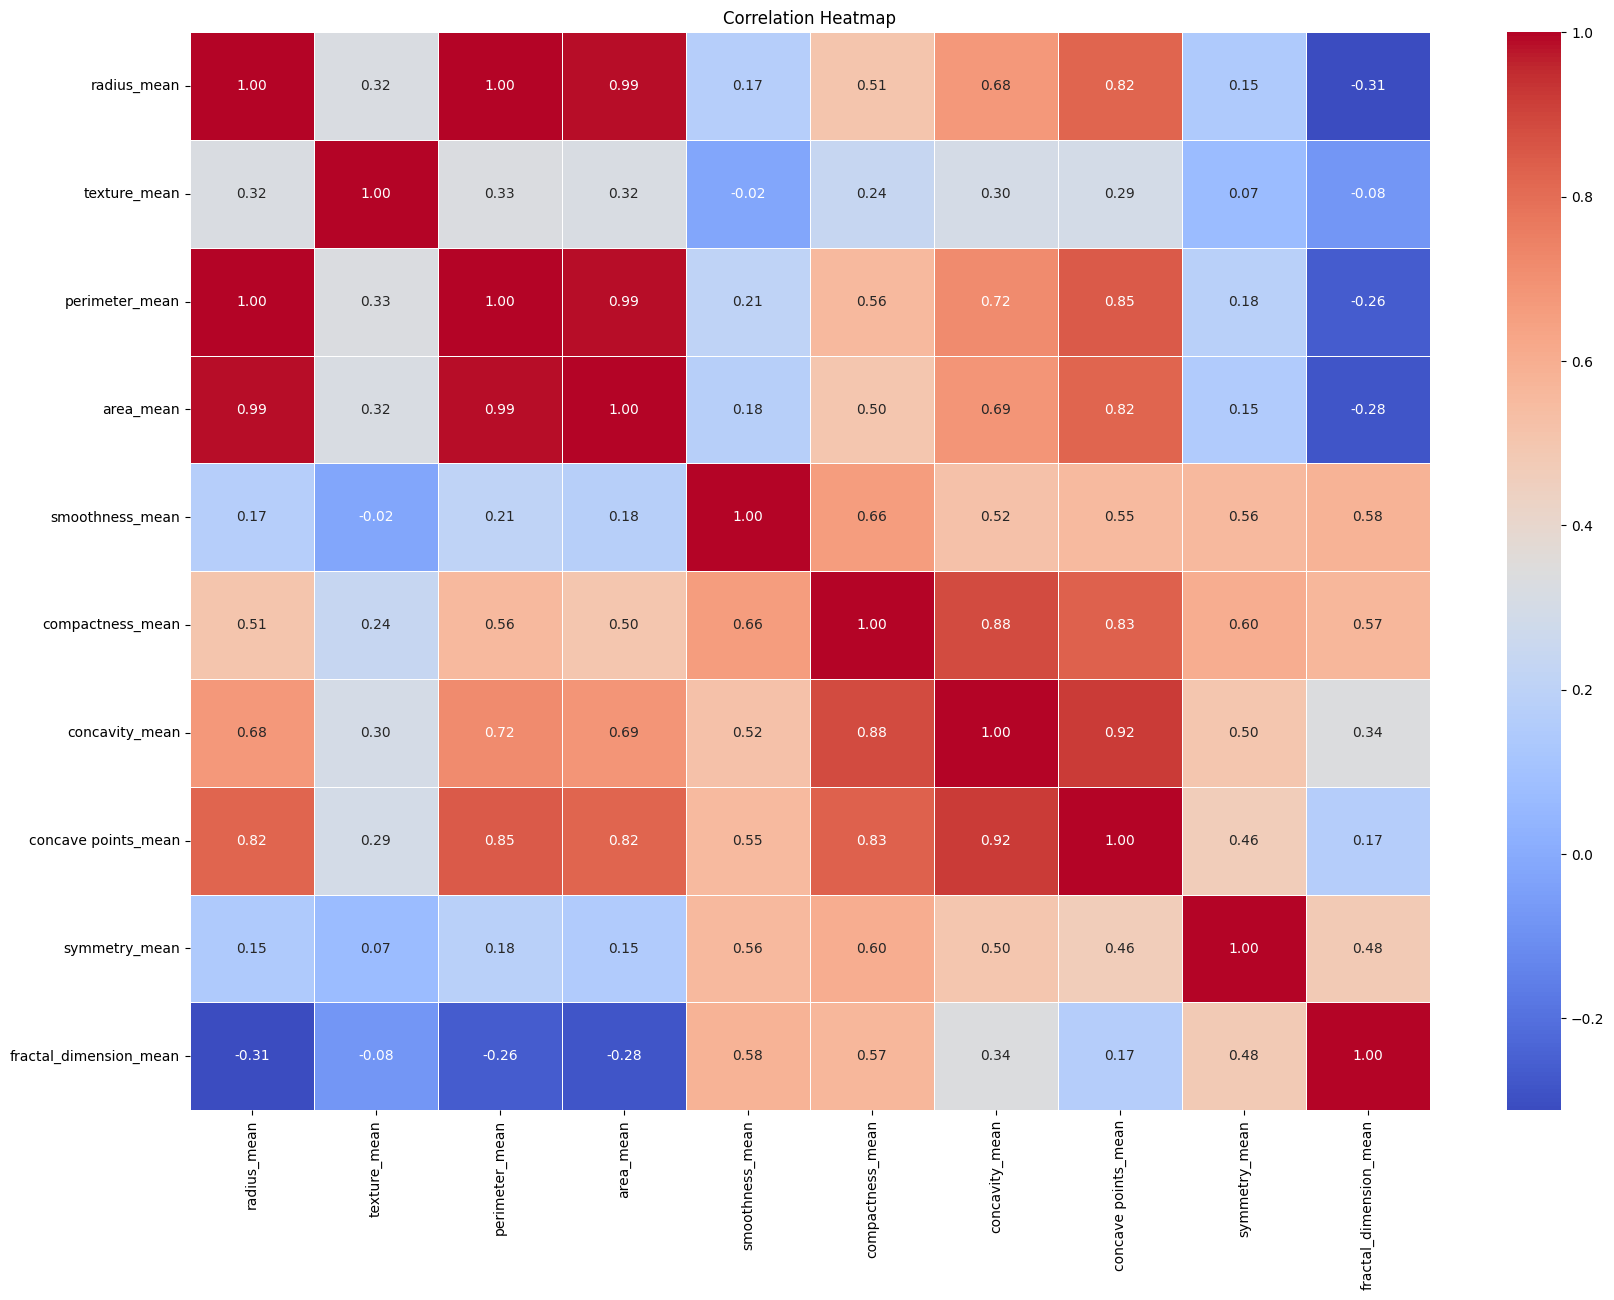 Correlation Heatmap
radius_mean 1.00 0.32 1.00 0.99 0.17 0.51 0.68 0.82 0.15 -0.31
texture_mean 0.32 1.00 0.33 0.32 -0.02 0.24 0.30 0.29 0.07 -0.08
perimeter_mean 1.00 0.33 1.00 0.99 0.21 0.56 0.72 0.85 0.18 -0.26
area_mean 0.99 0.32 0.99 1.00 0.18 0.50 0.69 0.82 0.15 -0.28
smoothness_mean 0.17 -0.02 0.21 0.18 1.00 0.66 0.52 0.55 0.56 0.58
compactness_mean 0.51 0.24 0.56 0.50 0.66 1.00 0.88 0.83 0.60 0.57
concavity_mean 0.68 0.30 0.72 0.69 0.52 0.88 1.00 0.92 0.50 0.34
concave points_mean 0.82 0.29 0.85 0.82 0.55 0.83 0.92 1.00 0.46 0.17
symmetry_mean 0.15 0.07 0.18 0.15 0.56 0.60 0.50 0.46 1.00 0.48
fractal_dimension_mean -0.31 -0.08 -0.26 -0.28 0.58 0.57 0.34 0.17 0.48 1.00
radius_mean
texture_mean
perimeter_mean
area_mean
smoothness_mean
compactness_mean
concavity_mean
concave points_mean
symmetry_mean
fractal_dimension_mean
1.0
0.8
0.6
0.4
0.2
0.0
−0.2